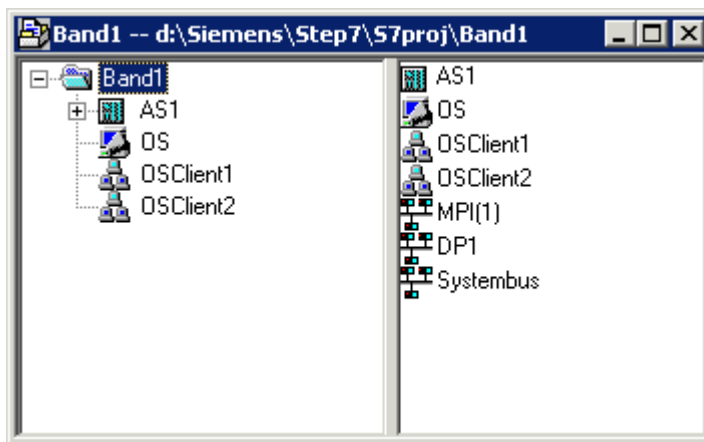 Band1 -- d:\Siemens\Step7\S7proj\Band1
Band1
AS1
OS
OSClient1
OSClient2
AS1
OS
OSClient1
OSClient2
MPI(1)
DP1
Systembus